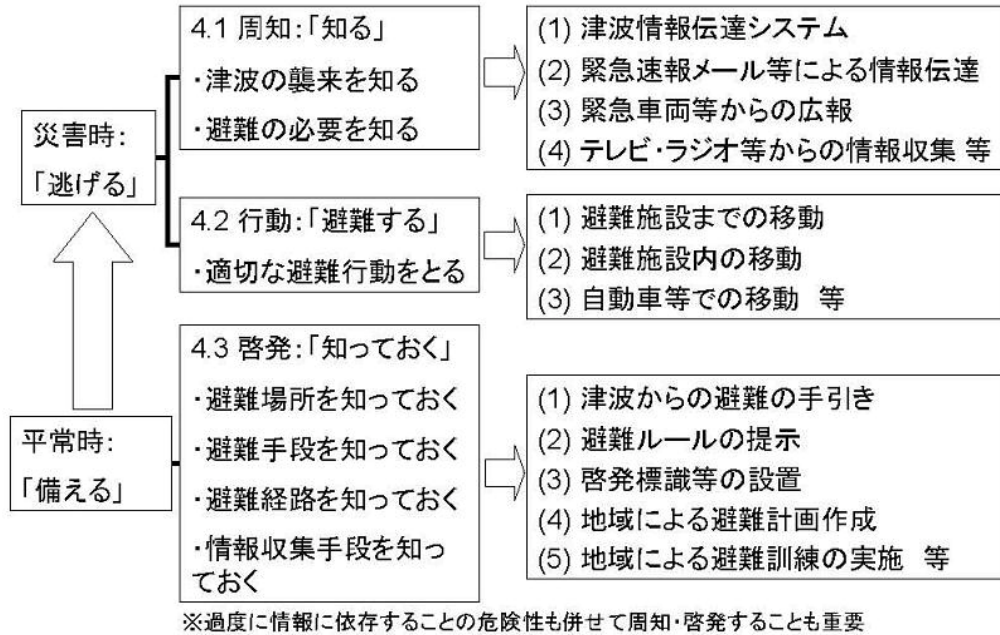 災害時:
「逃げる」
4.1 周知:「知る」
・津波の襲来を知る
・避難の必要を知る
(1) 津波情報伝達システム
(2) 緊急速報メール等による情報伝達
(3) 緊急車両等からの広報
(4) テレビ・ラジオ等からの情報収集 等
4.2 行動:「避難する」
・適切な避難行動をとる
(1) 避難施設までの移動
(2) 避難施設内の移動
(3) 自動車等での移動 等
平常時:
「備える」
4.3 啓発:「知っておく」
・避難場所を知っておく
・避難手段を知っておく
・避難経路を知っておく
・情報収集手段を知っ
ておく
(1) 津波からの避難の手引き
(2) 避難ルールの提示
(3) 啓発標識等の設置
(4) 地域による避難計画作成
(5) 地域による避難訓練の実施 等
※過度に情報に依存することの危険性も併せて周知・啓発することも重要